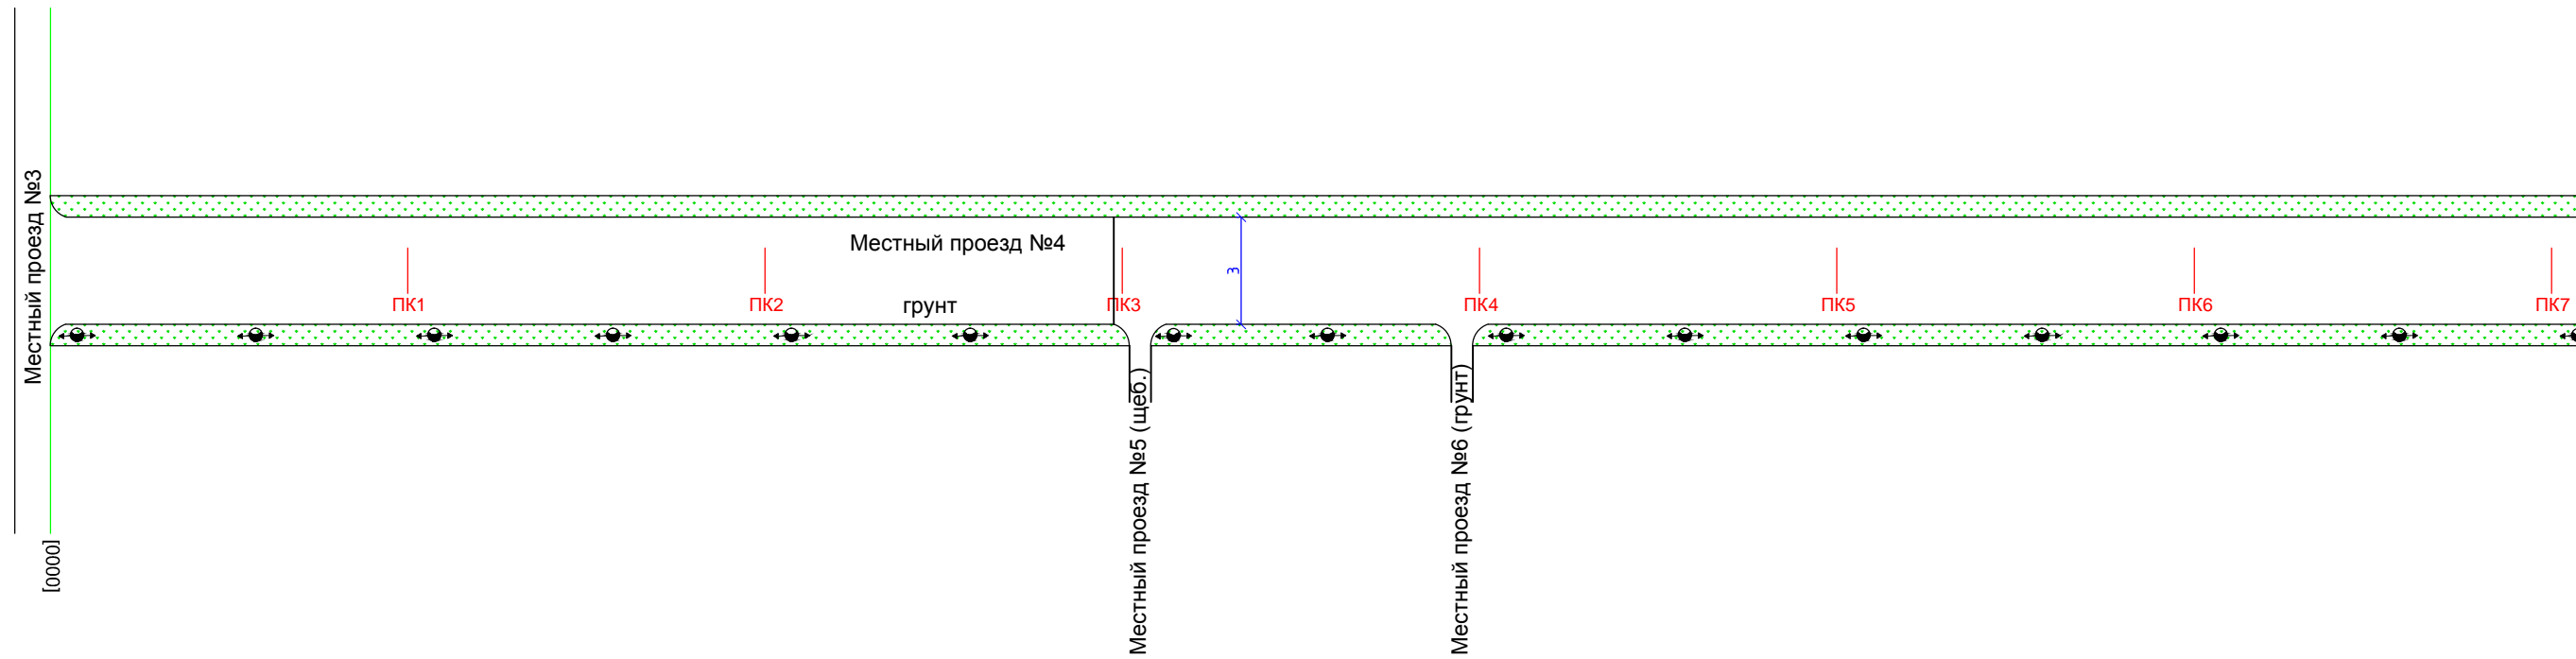 Местный проезд №3
Местный проезд №4
3
ПК1
ПК2
грунт
ПК3
ПК4
ПК5
ПК6
ПК7
Местный проезд №5 (щеб.)
Местный проезд №6 (грунт)
[0000]